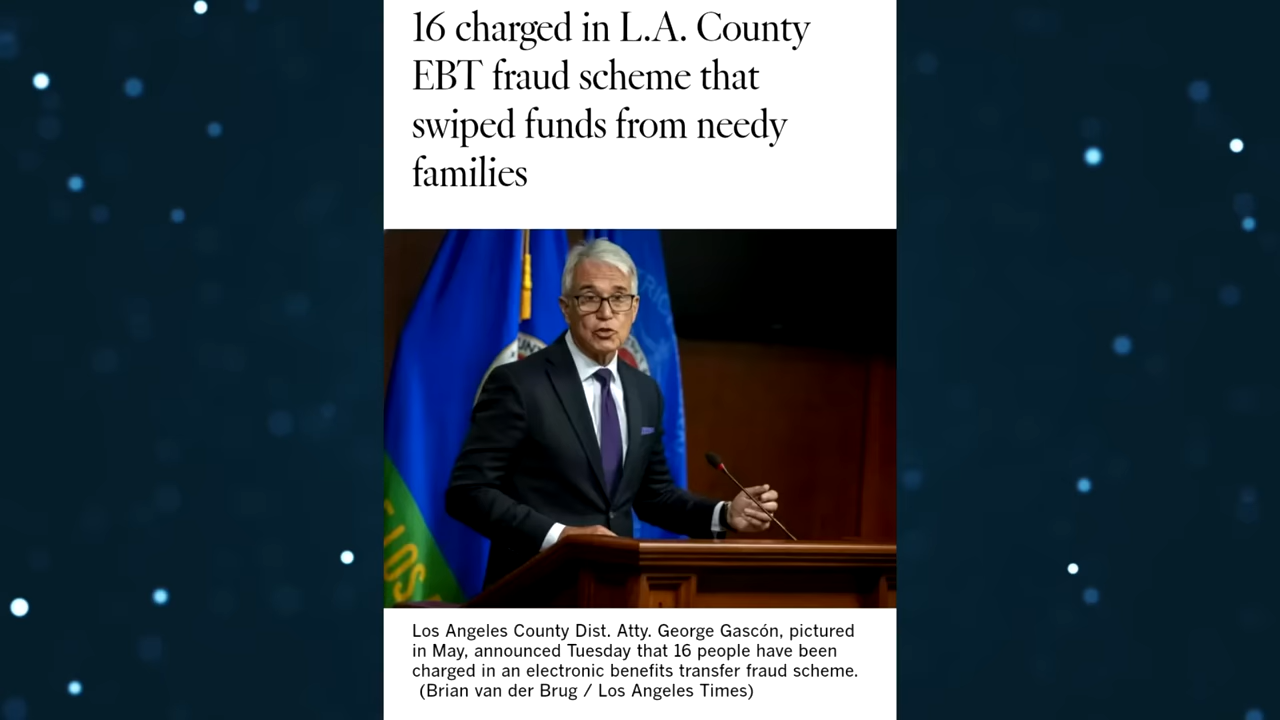 16 charged in L.A. County
EBT fraud scheme that
swiped funds from needy
families
LOS
Los Angeles County Dist. Atty. George Gascón, pictured
in May, announced Tuesday that 16 people have been
charged in an electronic benefits transfer fraud scheme.
(Brian van der Brug / Los Angeles Times)